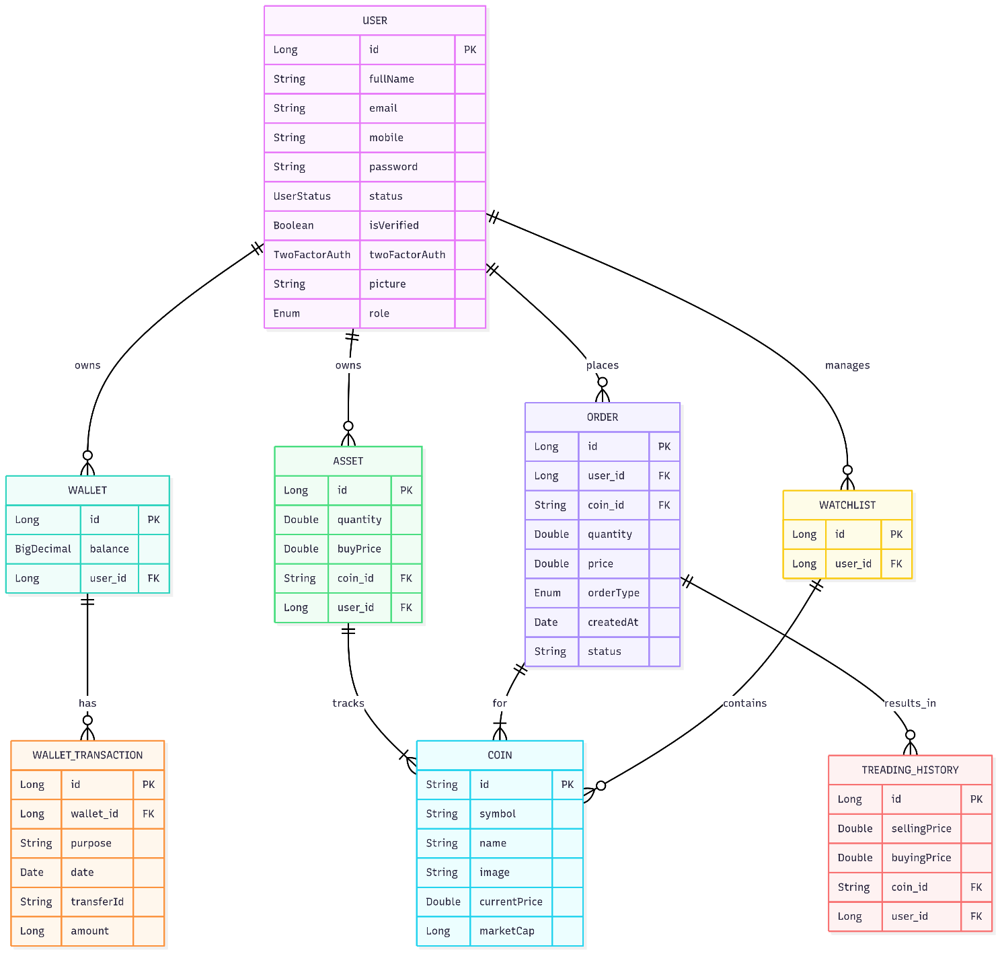 USER
Long id PK
String fullName
String email
String mobile
String password
UserStatus status
Boolean isVerified
TwoFactorAuth twoFactorAuth
String picture
Enum role
owns
owns
places
manages
WALLET
Long id PK
BigDecimal balance
Long user_id FK
ASSET
Long id PK
Double quantity
Double buyPrice
String coin_id FK
Long user_id FK
ORDER
Long id PK
Long user_id FK
String coin_id FK
Double quantity
Double price
Enum orderType
Date createdAt
String status
WATCHLIST
Long id PK
Long user_id FK
has
tracks
for
contains
results_in
WALLET_TRANSACTION
Long id PK
Long wallet_id FK
String purpose
Date date
String transferId
Long amount
COIN
String id PK
String symbol
String name
String image
Double currentPrice
Long marketCap
TREADING_HISTORY
Long id PK
Double sellingPrice
Double buyingPrice
String coin_id FK
Long user_id FK